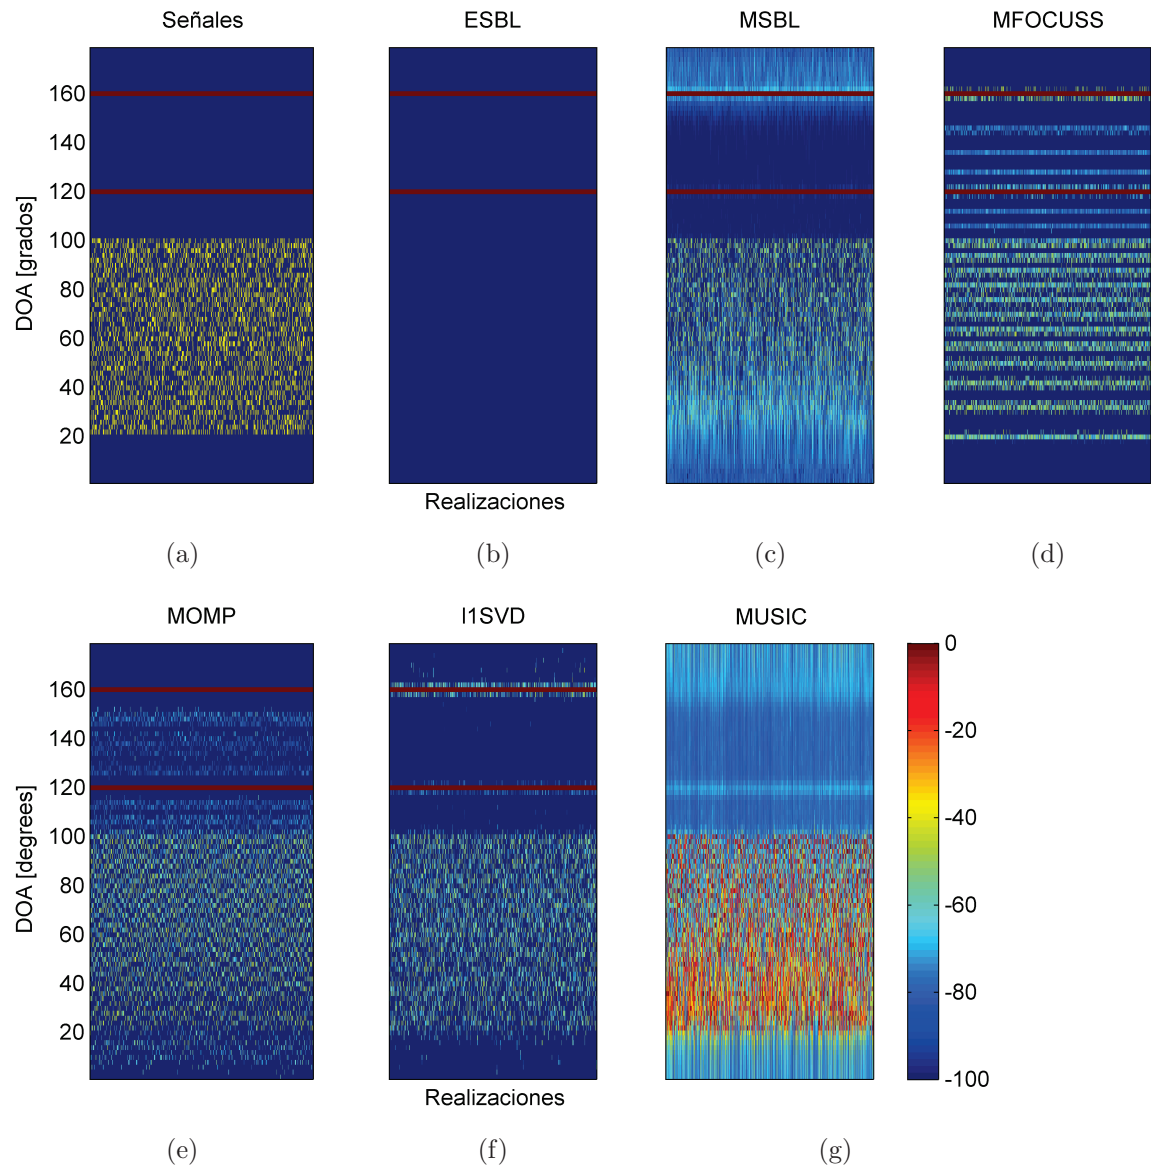 Señales ESBL MSBL MFOCUSS
DOA [grados]
160
140
120
100
80
60
40
20
Realizaciones
(a) (b) (c) (d)
MOMP l1SVD MUSIC
DOA [degrees]
160
140
120
100
80
60
40
20
0
-20
-40
-60
-80
-100
Realizaciones
(e) (f) (g)